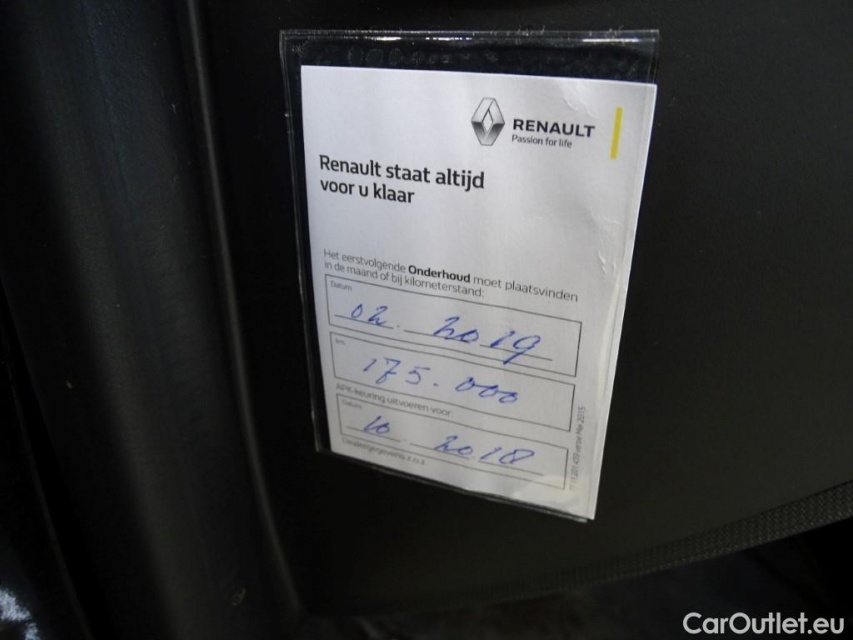 RENAULT
Passion for life
Renault staat altijd
voor u klaar
Het eerstvolgende Onderhoud moet plaatsvinden
in de maand of bij kilometerstand:
Datum
02. 2019
km
175.000
APK-keuring uitvoeren voor:
Datum
10 2018
Dealergegevens z.o.z.
CarOutlet.eu